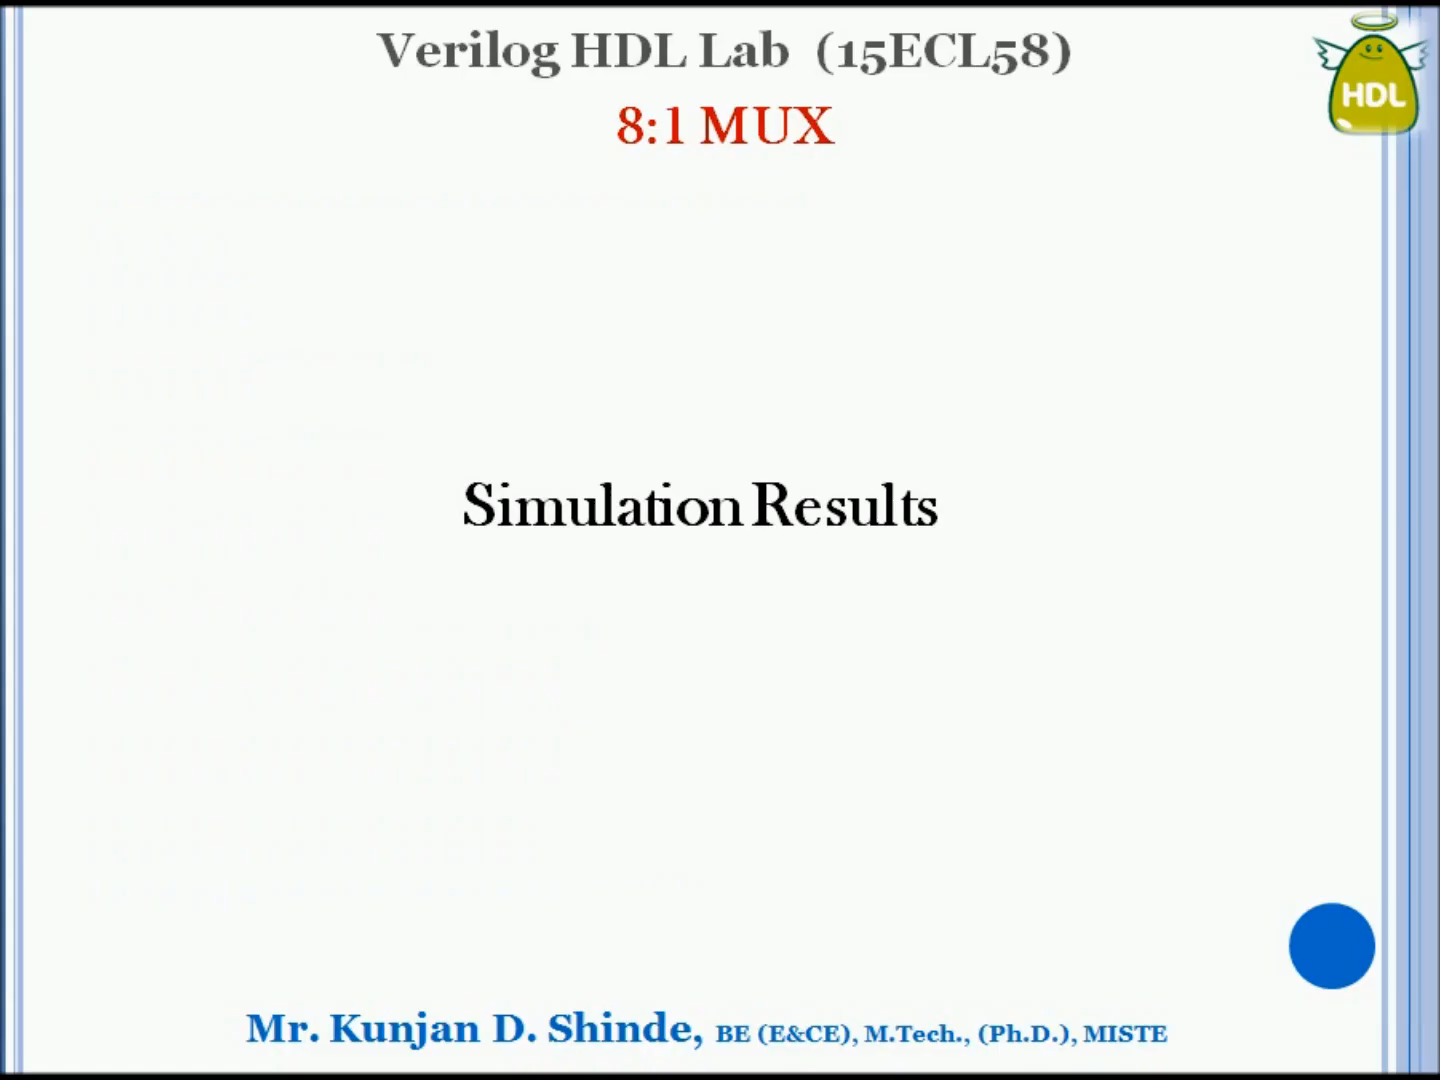 Verilog HDL Lab (15ECL58)
HDL
8:1 MUX
Simulation Results
Mr. Kunjan D. Shinde, BE (E&CE), M.Tech., (Ph.D.), MISTE